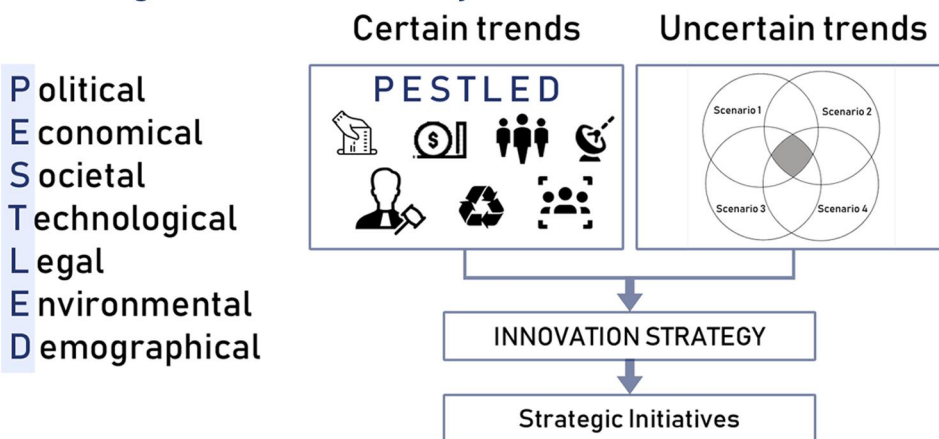 Certain trends
Uncertain trends
Political
Economical
Societal
Technological
Legal
Environmental
Demographical
PESTLED
Scenario 1
Scenario 2
Scenario 3
Scenario 4
INNOVATION STRATEGY
Strategic Initiatives